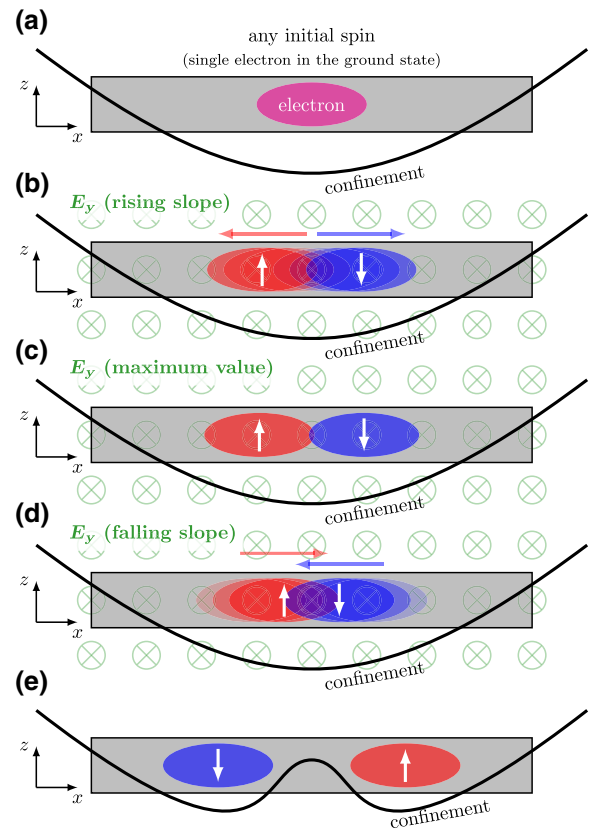 (a)
any initial spin
(single electron in the ground state)
z
electron
x
confinement
(b)
E_y (rising slope)
z
x
confinement
(c)
E_y (maximum value)
z
x
confinement
(d)
E_y (falling slope)
z
x
confinement
(e)
z
x
confinement